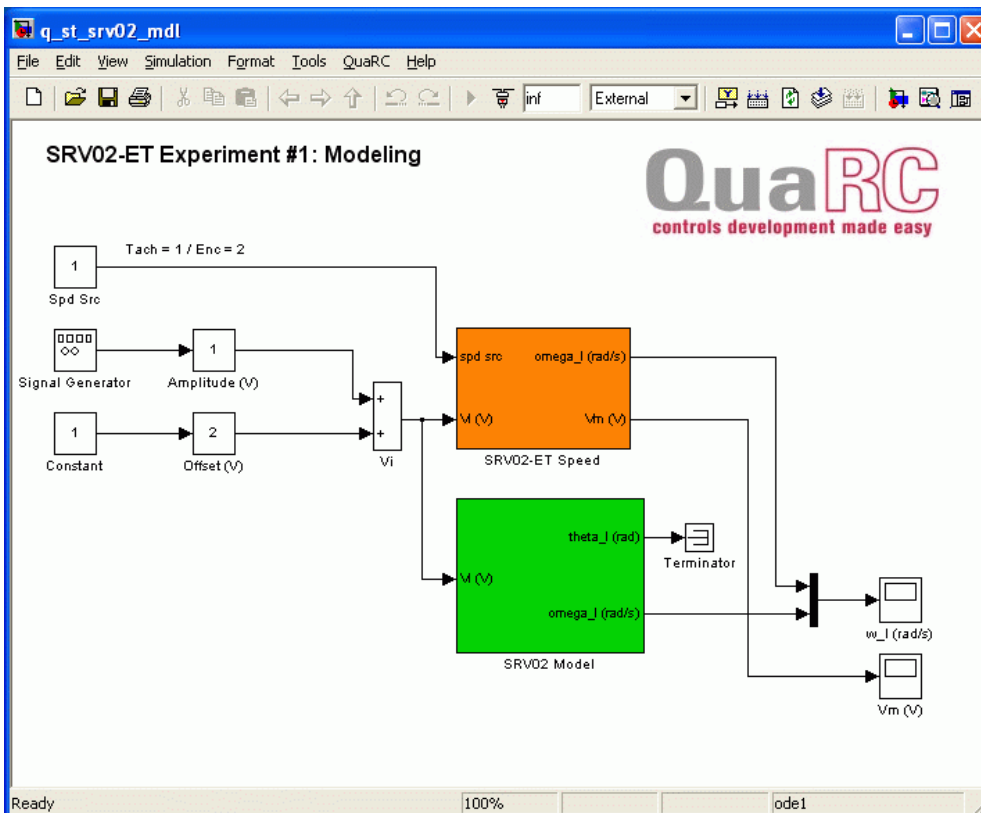 q_st_srv02_mdl
File Edit View Simulation Format Tools QuaRC Help
inf External
SRV02-ET Experiment #1: Modeling
QuaRC
controls development made easy
Tach = 1 / Enc = 2
1
Spd Src
Signal Generator
1
Amplitude (V)
1
Constant
2
Offset (V)
+
+
Vi
spd src
omega_l (rad/s)
Vi (V)
Vm (V)
SRV02-ET Speed
theta_l (rad)
Vi (V)
omega_l (rad/s)
SRV02 Model
Terminator
w_l (rad/s)
Vm (V)
Ready 100% ode1